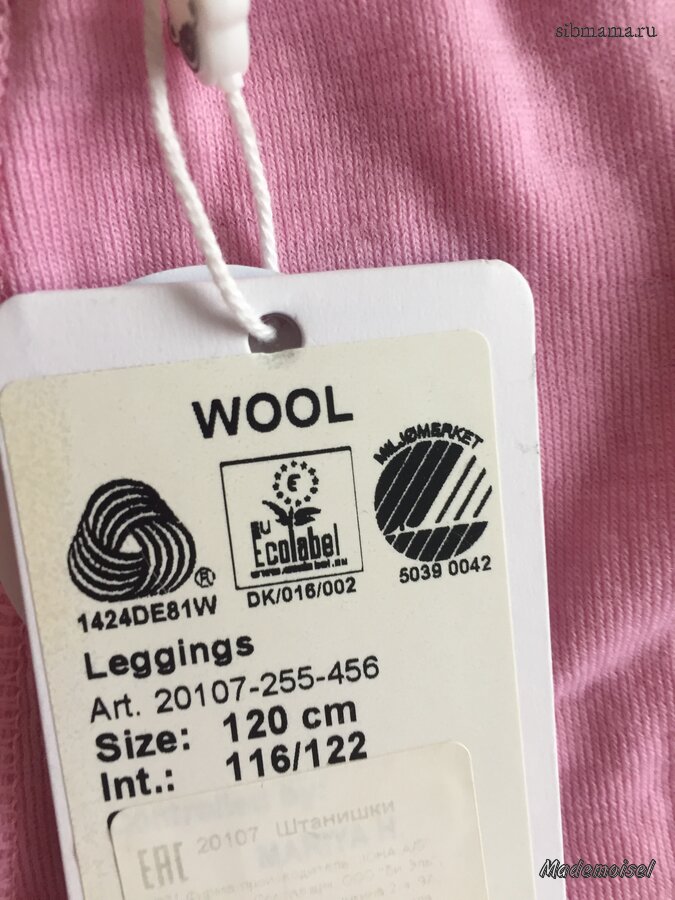 sibmama.ru
WOOL
MILJØMERKET
EU
Ecolabel
®
1424DE81W
DK/016/002
5039 0042
Leggings
Art. 20107-255-456
Size: 120 cm
Int.: 116/122
20107 Штанишки
EAC
Mademoisel